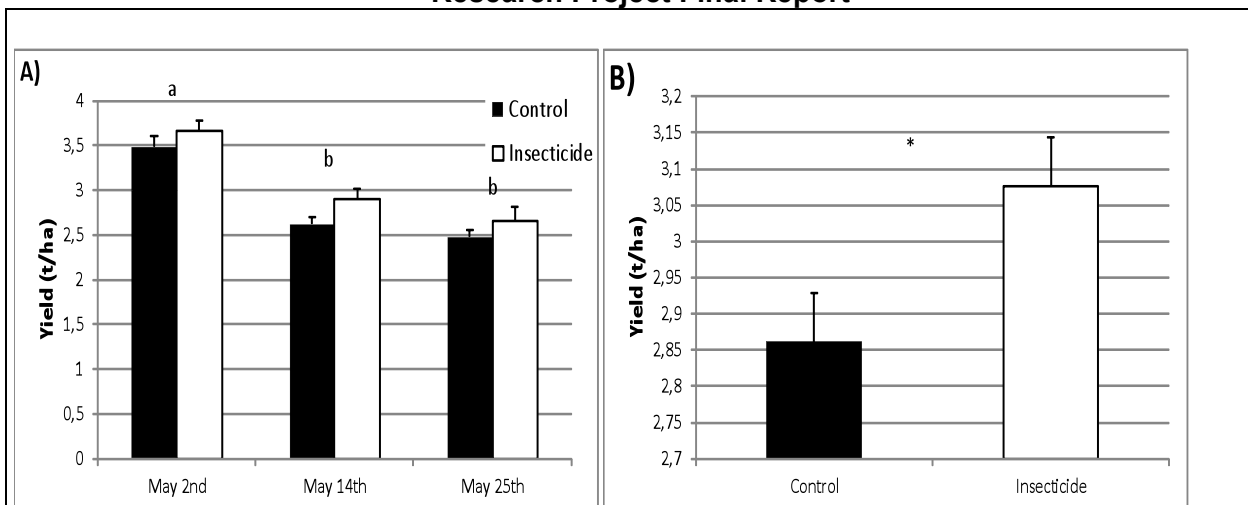 Research Project Final Report
A)
a
b
b
Control
Insecticide
Yield (t/ha)
4
3,5
3
2,5
2
1,5
1
0,5
0
May 2nd
May 14th
May 25th
B)
*
Yield (t/ha)
3,2
3,15
3,1
3,05
3
2,95
2,9
2,85
2,8
2,75
2,7
Control
Insecticide